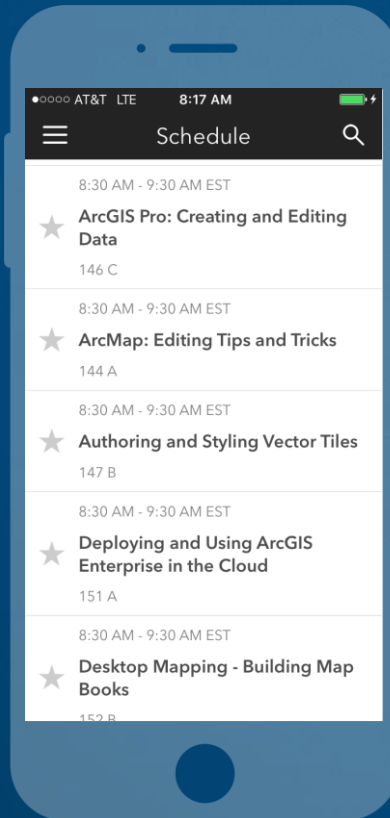 AT&T LTE 8:17 AM
Schedule
8:30 AM - 9:30 AM EST
ArcGIS Pro: Creating and Editing
Data
146 C
8:30 AM - 9:30 AM EST
ArcMap: Editing Tips and Tricks
144 A
8:30 AM - 9:30 AM EST
Authoring and Styling Vector Tiles
147 B
8:30 AM - 9:30 AM EST
Deploying and Using ArcGIS
Enterprise in the Cloud
151 A
8:30 AM - 9:30 AM EST
Desktop Mapping - Building Map
Books
152 B